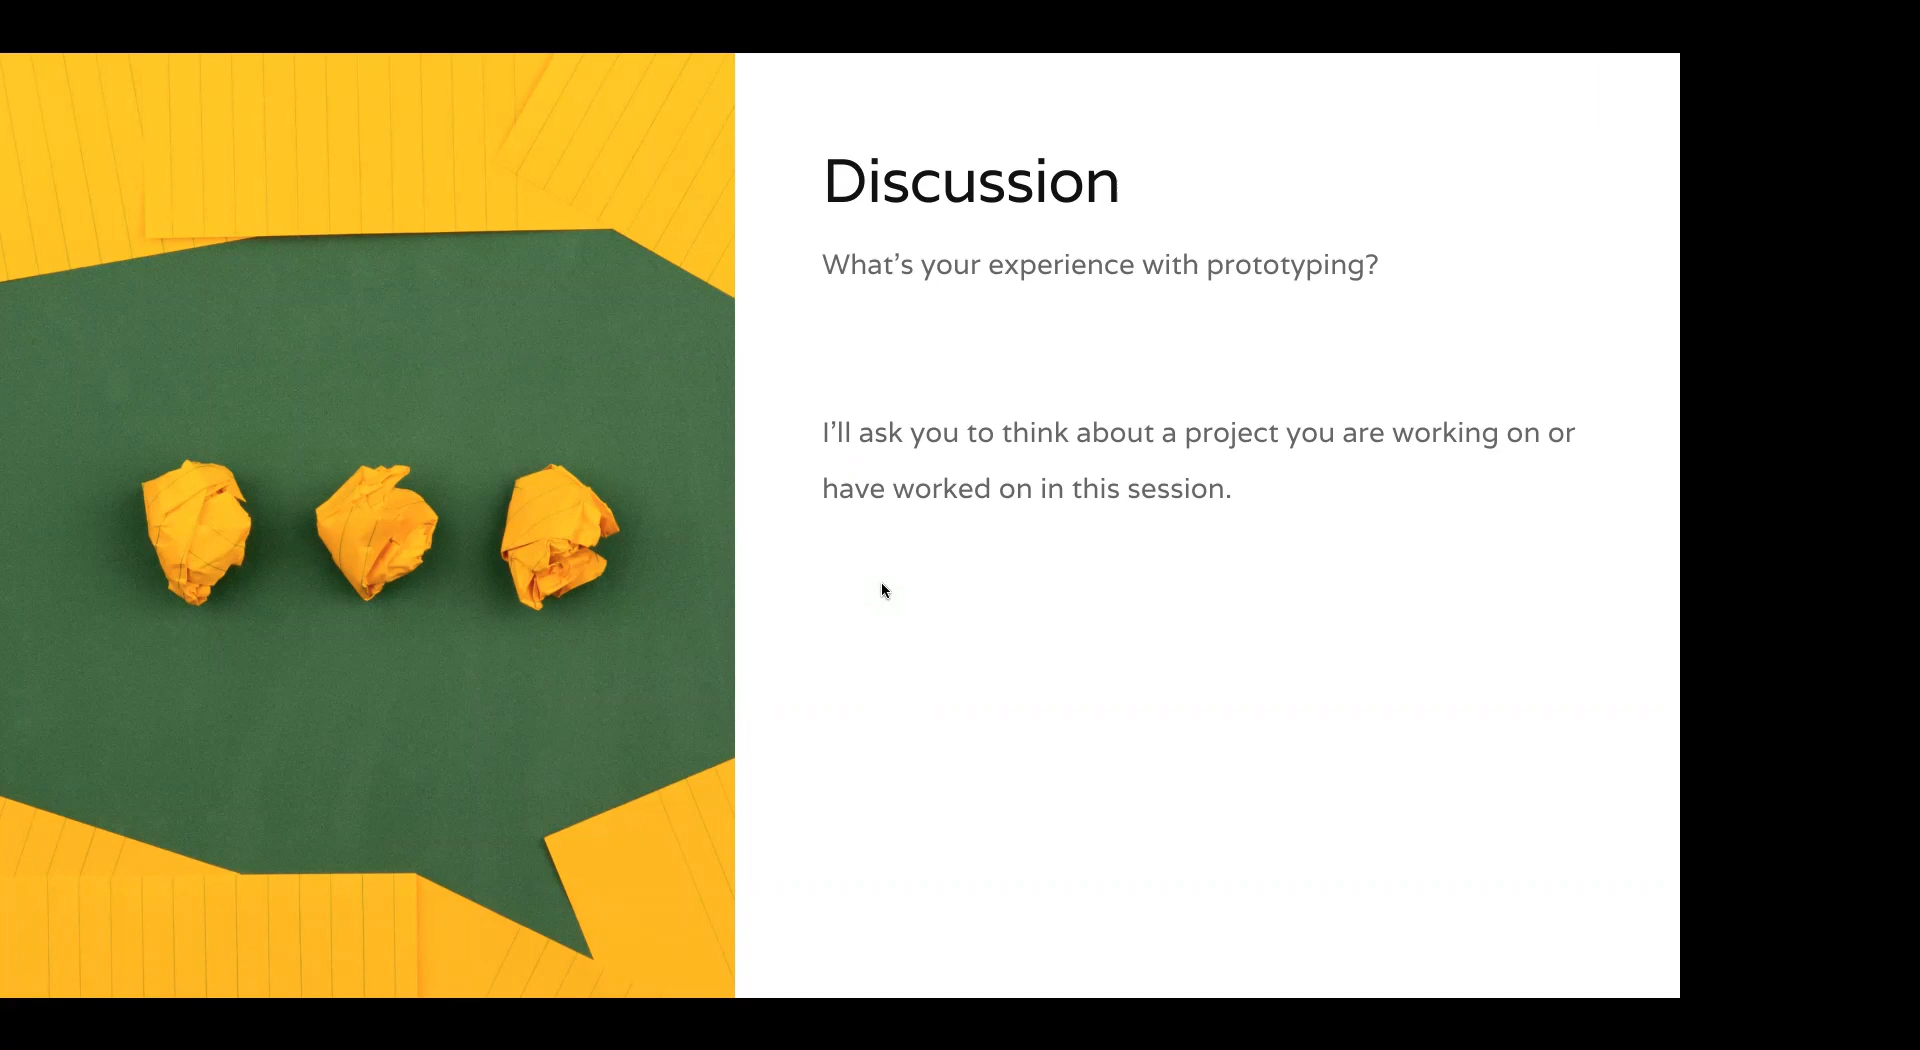 Discussion
What’s your experience with prototyping?
I’ll ask you to think about a project you are working on or
have worked on in this session.